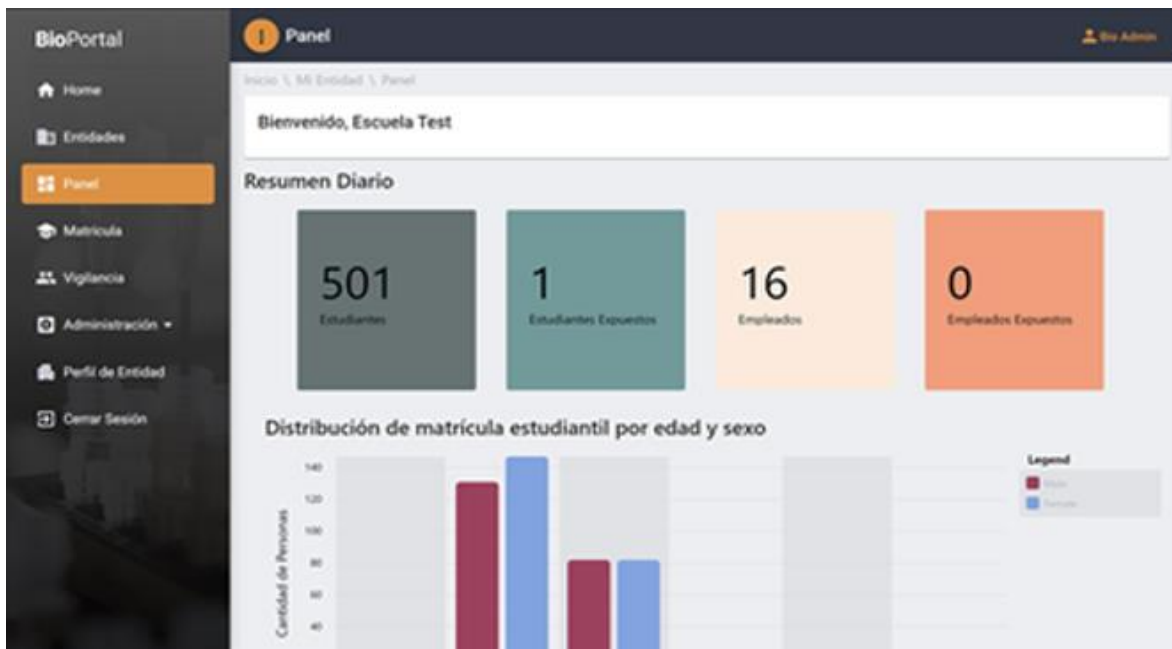 BioPortal
Home
Entidades
Panel
Matrícula
Vigilancia
Administración
Perfil de Entidad
Cerrar Sesión
Panel
Bio Admin
Inicio \ Mi Entidad \ Panel
Bienvenido, Escuela Test
Resumen Diario
501
Estudiantes
1
Estudiantes Expuestos
16
Empleados
0
Empleados Expuestos
Distribución de matrícula estudiantil por edad y sexo
Cantidad de Personas
140
120
100
80
60
40
Legend